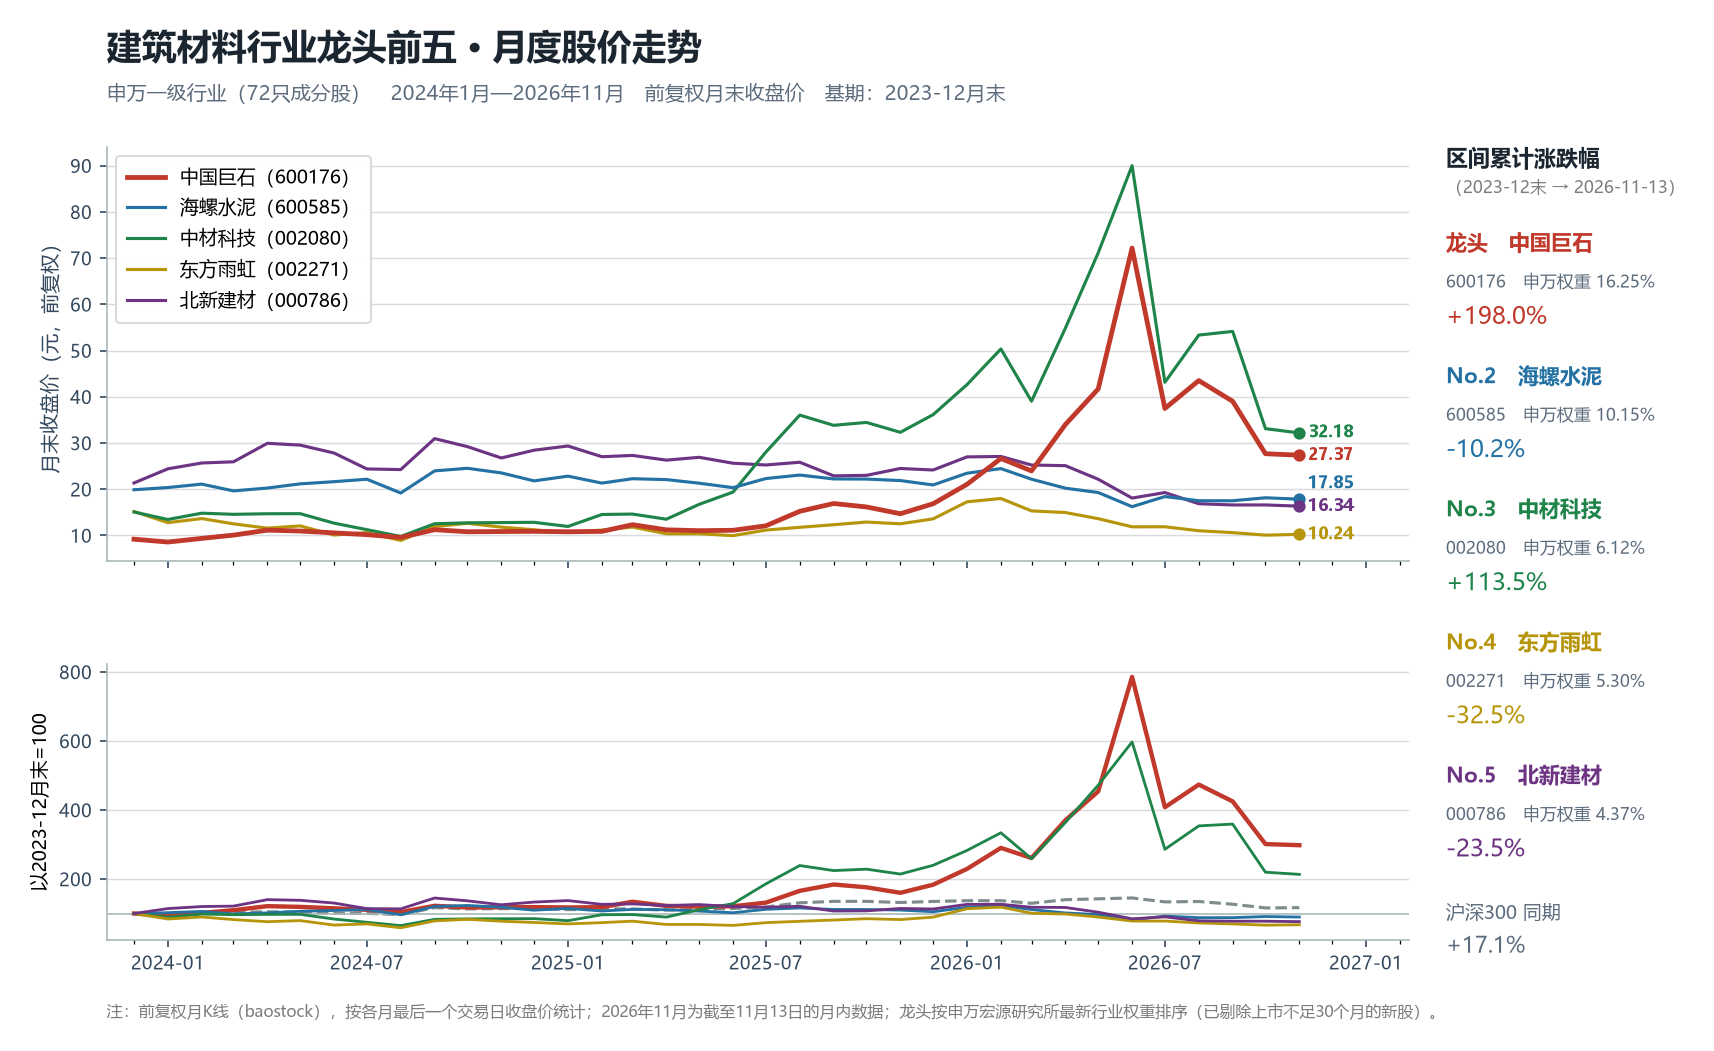 建筑材料行业龙头前五 · 月度股价走势
申万一级行业（72只成分股） 2024年1月—2026年11月 前复权月末收盘价 基期：2023-12月末
月末收盘价（元，前复权）
90
80
70
60
50
40
30
20
10
中国巨石（600176）
海螺水泥（600585）
中材科技（002080）
东方雨虹（002271）
北新建材（000786）
32.18
27.37
17.85
16.34
10.24
以2023-12月末=100
800
600
400
200
2024-01
2024-07
2025-01
2025-07
2026-01
2026-07
2027-01
区间累计涨跌幅
（2023-12末 → 2026-11-13）
龙头 中国巨石
600176 申万权重 16.25%
+198.0%
No.2 海螺水泥
600585 申万权重 10.15%
-10.2%
No.3 中材科技
002080 申万权重 6.12%
+113.5%
No.4 东方雨虹
002271 申万权重 5.30%
-32.5%
No.5 北新建材
000786 申万权重 4.37%
-23.5%
沪深300 同期
+17.1%
注：前复权月K线（baostock），按各月最后一个交易日收盘价统计；2026年11月为截至11月13日的月内数据；龙头按申万宏源研究所最新行业权重排序（已剔除上市不足30个月的新股）。